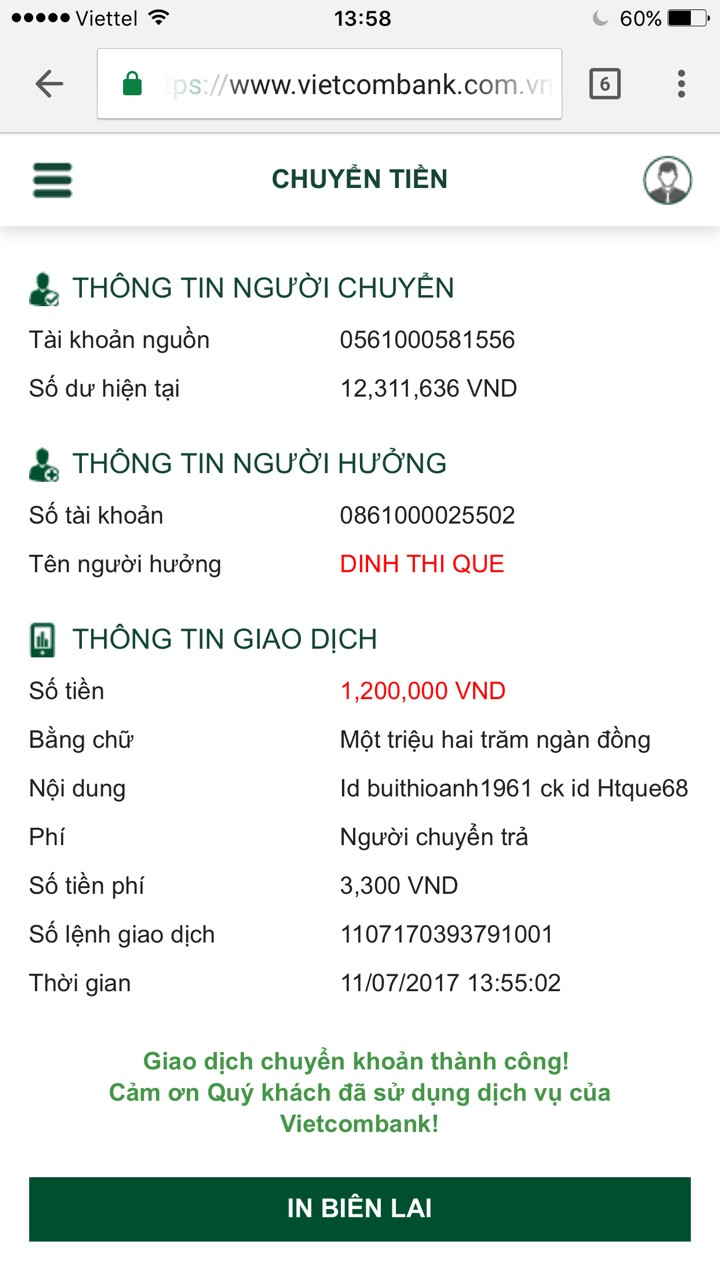 Viettel 13:58 60%
tps://www.vietcombank.com.vn 6
CHUYỂN TIỀN
THÔNG TIN NGƯỜI CHUYỂN
Tài khoản nguồn 0561000581556
Số dư hiện tại 12,311,636 VND
THÔNG TIN NGƯỜI HƯỞNG
Số tài khoản 0861000025502
Tên người hưởng DINH THI QUE
THÔNG TIN GIAO DỊCH
Số tiền 1,200,000 VND
Bằng chữ Một triệu hai trăm ngàn đồng
Nội dung Id buithioanh1961 ck id Htque68
Phí Người chuyển trả
Số tiền phí 3,300 VND
Số lệnh giao dịch 1107170393791001
Thời gian 11/07/2017 13:55:02
Giao dịch chuyển khoản thành công!
Cảm ơn Quý khách đã sử dụng dịch vụ của
Vietcombank!
IN BIÊN LAI